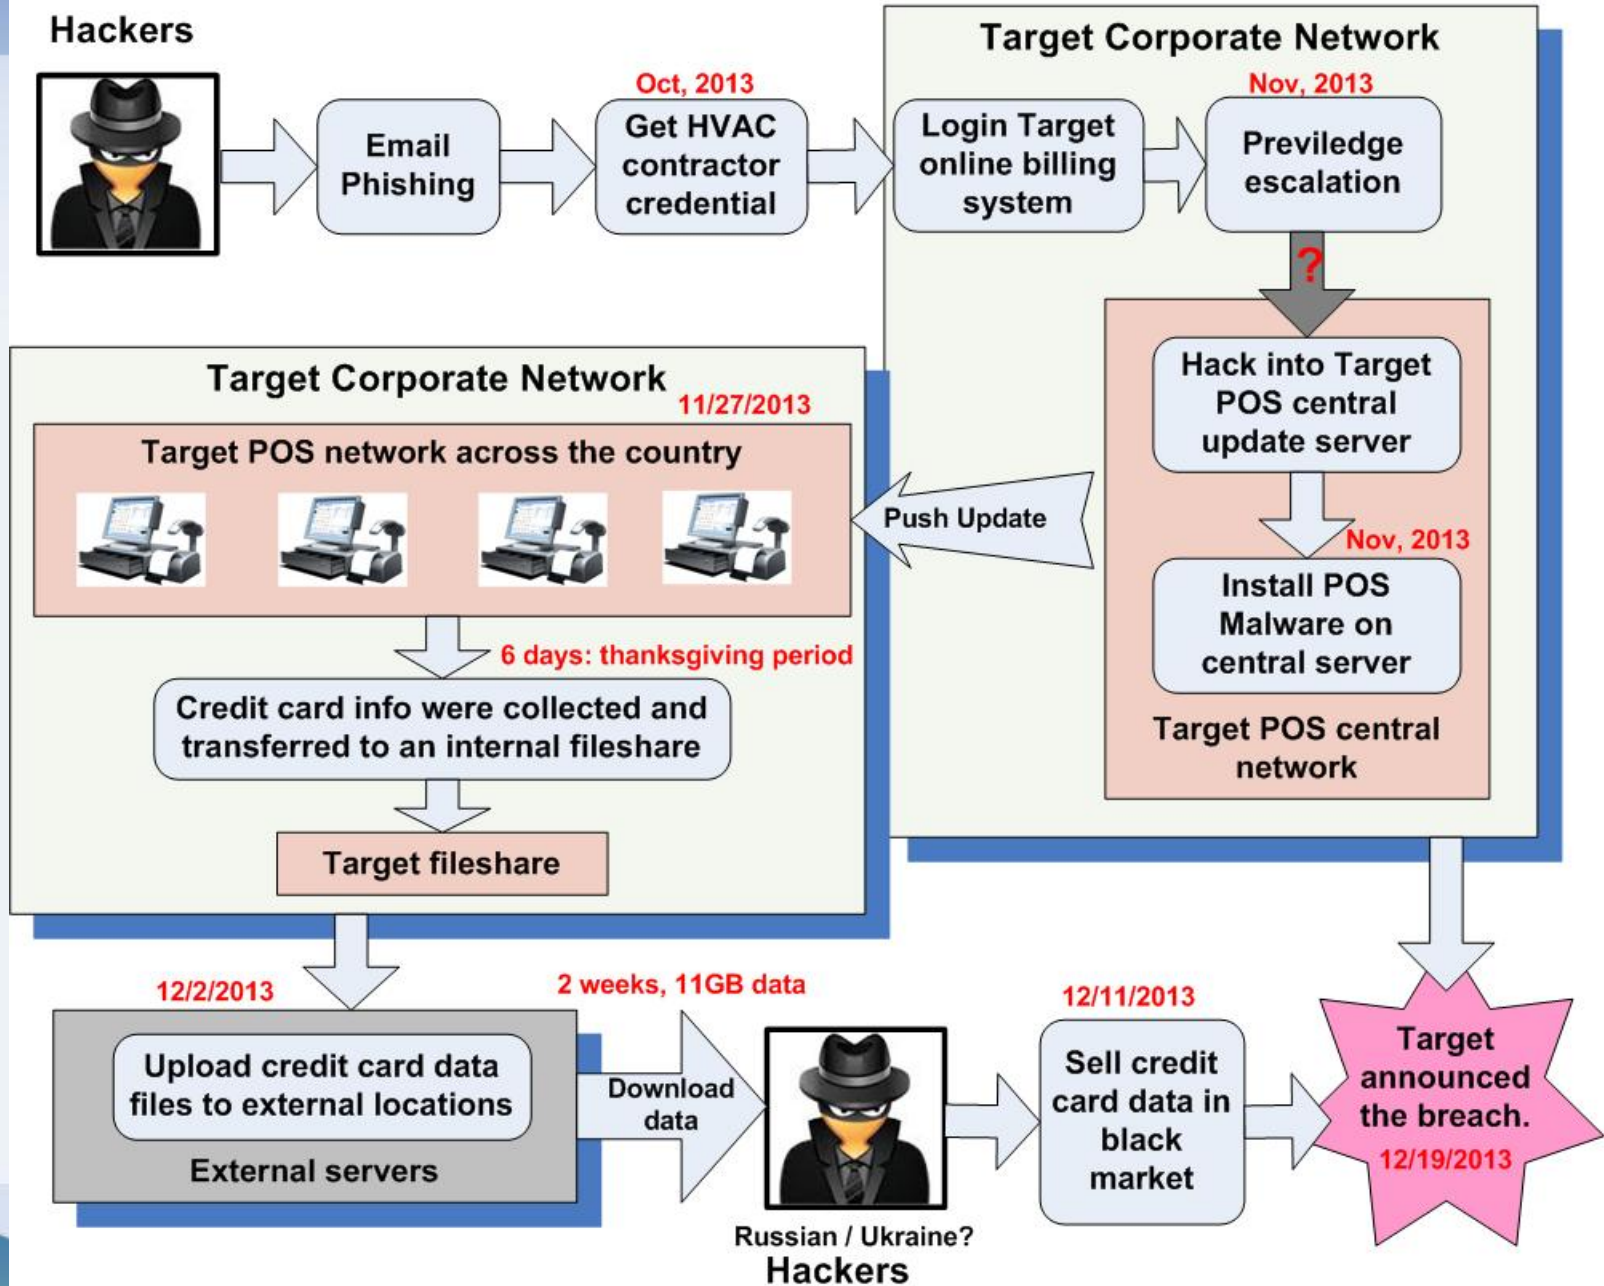 Hackers
Email
Phishing
Oct, 2013
Get HVAC
contractor
credential
Target Corporate Network
Login Target
online billing
system
Nov, 2013
Previledge
escalation
?
Hack into Target
POS central
update server
Nov, 2013
Install POS
Malware on
central server
Target POS central
network
Push Update
Target Corporate Network
11/27/2013
Target POS network across the country
6 days: thanksgiving period
Credit card info were collected and
transferred to an internal fileshare
Target fileshare
12/2/2013
Upload credit card data
files to external locations
External servers
2 weeks, 11GB data
Download
data
Russian / Ukraine?
Hackers
12/11/2013
Sell credit
card data in
black
market
Target
announced
the breach.
12/19/2013